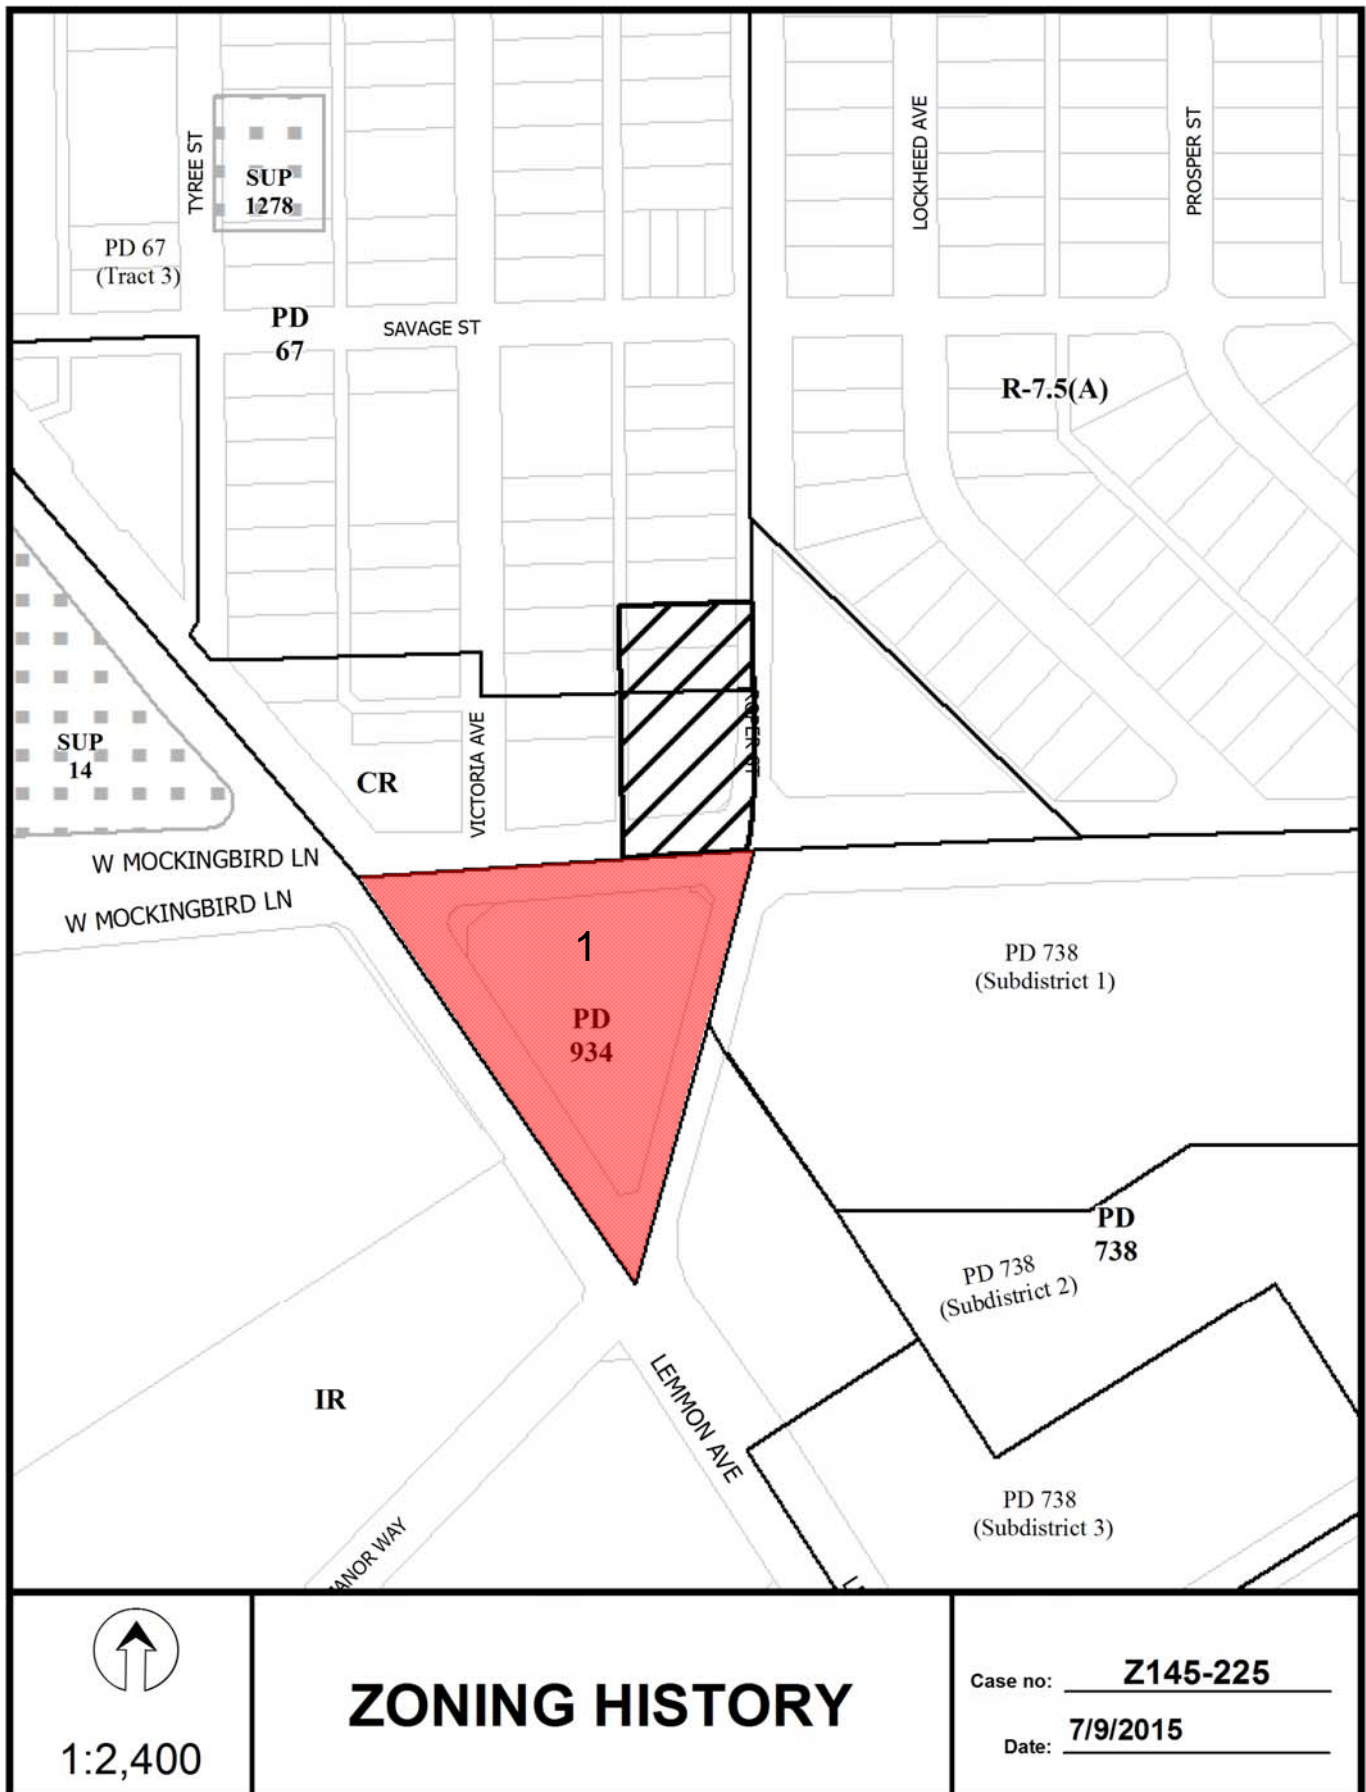 TYREE ST
SUP
1278
LOCKHEED AVE
PROSPER ST
PD 67
(Tract 3)
PD
67
SAVAGE ST
R-7.5(A)
SUP
14
CR
VICTORIA AVE
W MOCKINGBIRD LN
W MOCKINGBIRD LN
1
PD
934
PD 738
(Subdistrict 1)
PD
738
PD 738
(Subdistrict 2)
IR
LEMMON AVE
PD 738
(Subdistrict 3)
ANOR WAY
1:2,400
ZONING HISTORY
Case no: Z145-225
Date: 7/9/2015